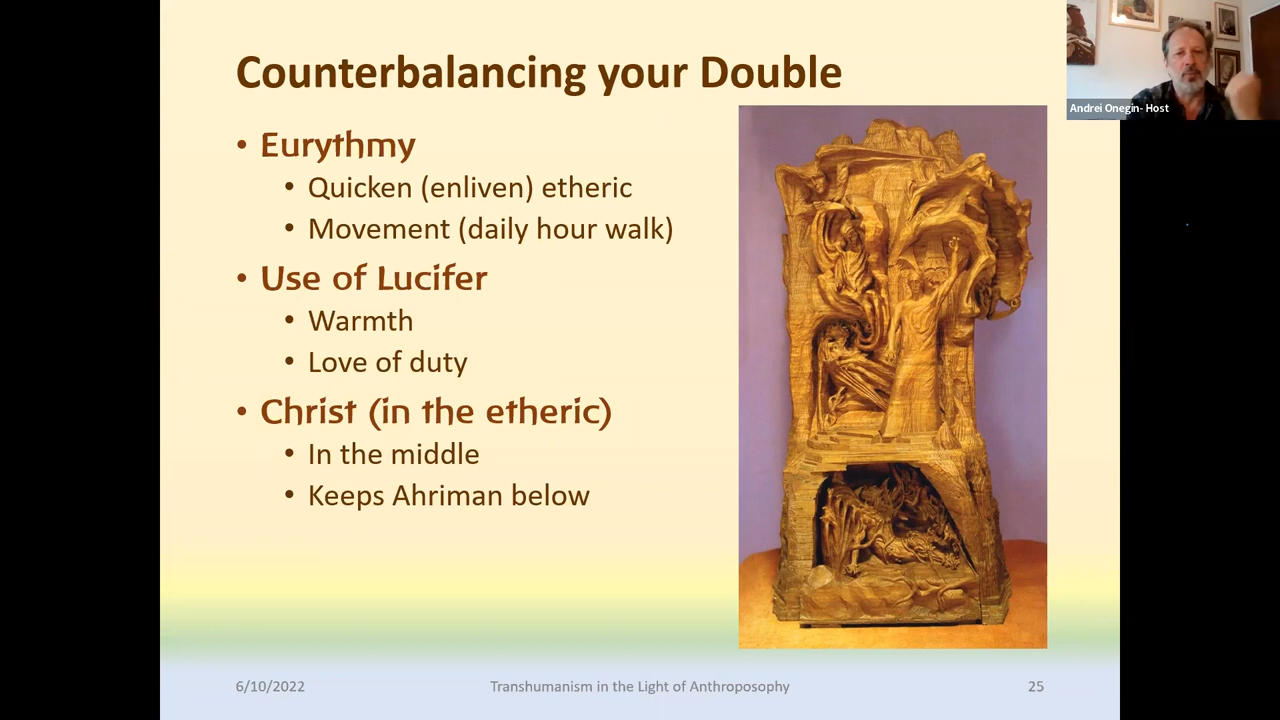 Counterbalancing your Double
Andrei Onegin- Host
• Eurythmy
• Quicken (enliven) etheric
• Movement (daily hour walk)
• Use of Lucifer
• Warmth
• Love of duty
• Christ (in the etheric)
• In the middle
• Keeps Ahriman below
6/10/2022
Transhumanism in the Light of Anthroposophy
25